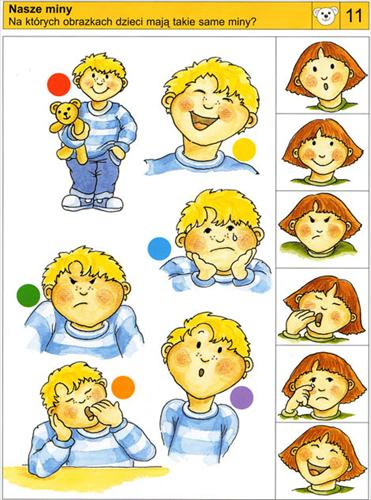 Nasze miny
Na których obrazkach dzieci mają takie same miny?
11